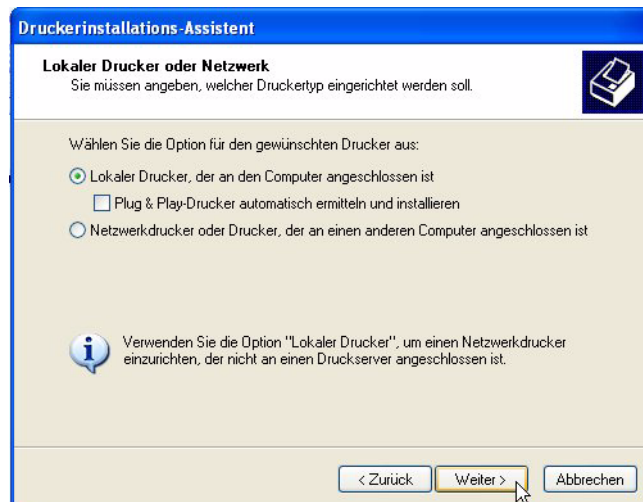 Druckerinstallations-Assistent
Lokaler Drucker oder Netzwerk
Sie müssen angeben, welcher Druckertyp eingerichtet werden soll.
Wählen Sie die Option für den gewünschten Drucker aus:
Lokaler Drucker, der an den Computer angeschlossen ist
Plug & Play-Drucker automatisch ermitteln und installieren
Netzwerkdrucker oder Drucker, der an einen anderen Computer angeschlossen ist
Verwenden Sie die Option "Lokaler Drucker", um einen Netzwerkdrucker
einzurichten, der nicht an einen Druckserver angeschlossen ist.
< Zurück Weiter > Abbrechen